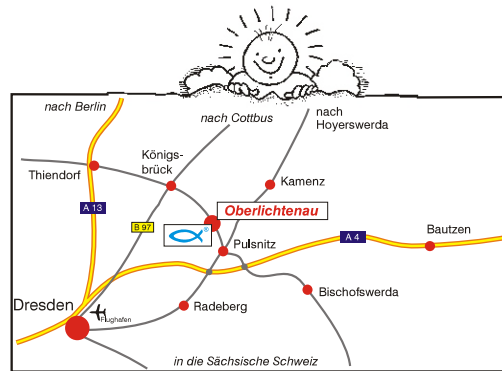 nach Berlin
nach Cottbus
nach
Hoyerswerda
Königs-
brück
Thiendorf
Kamenz
A 13
Oberlichtenau
B 97
®
A 4
Bautzen
Pulsnitz
Dresden
Flughafen
Radeberg
Bischofswerda
in die Sächsische Schweiz